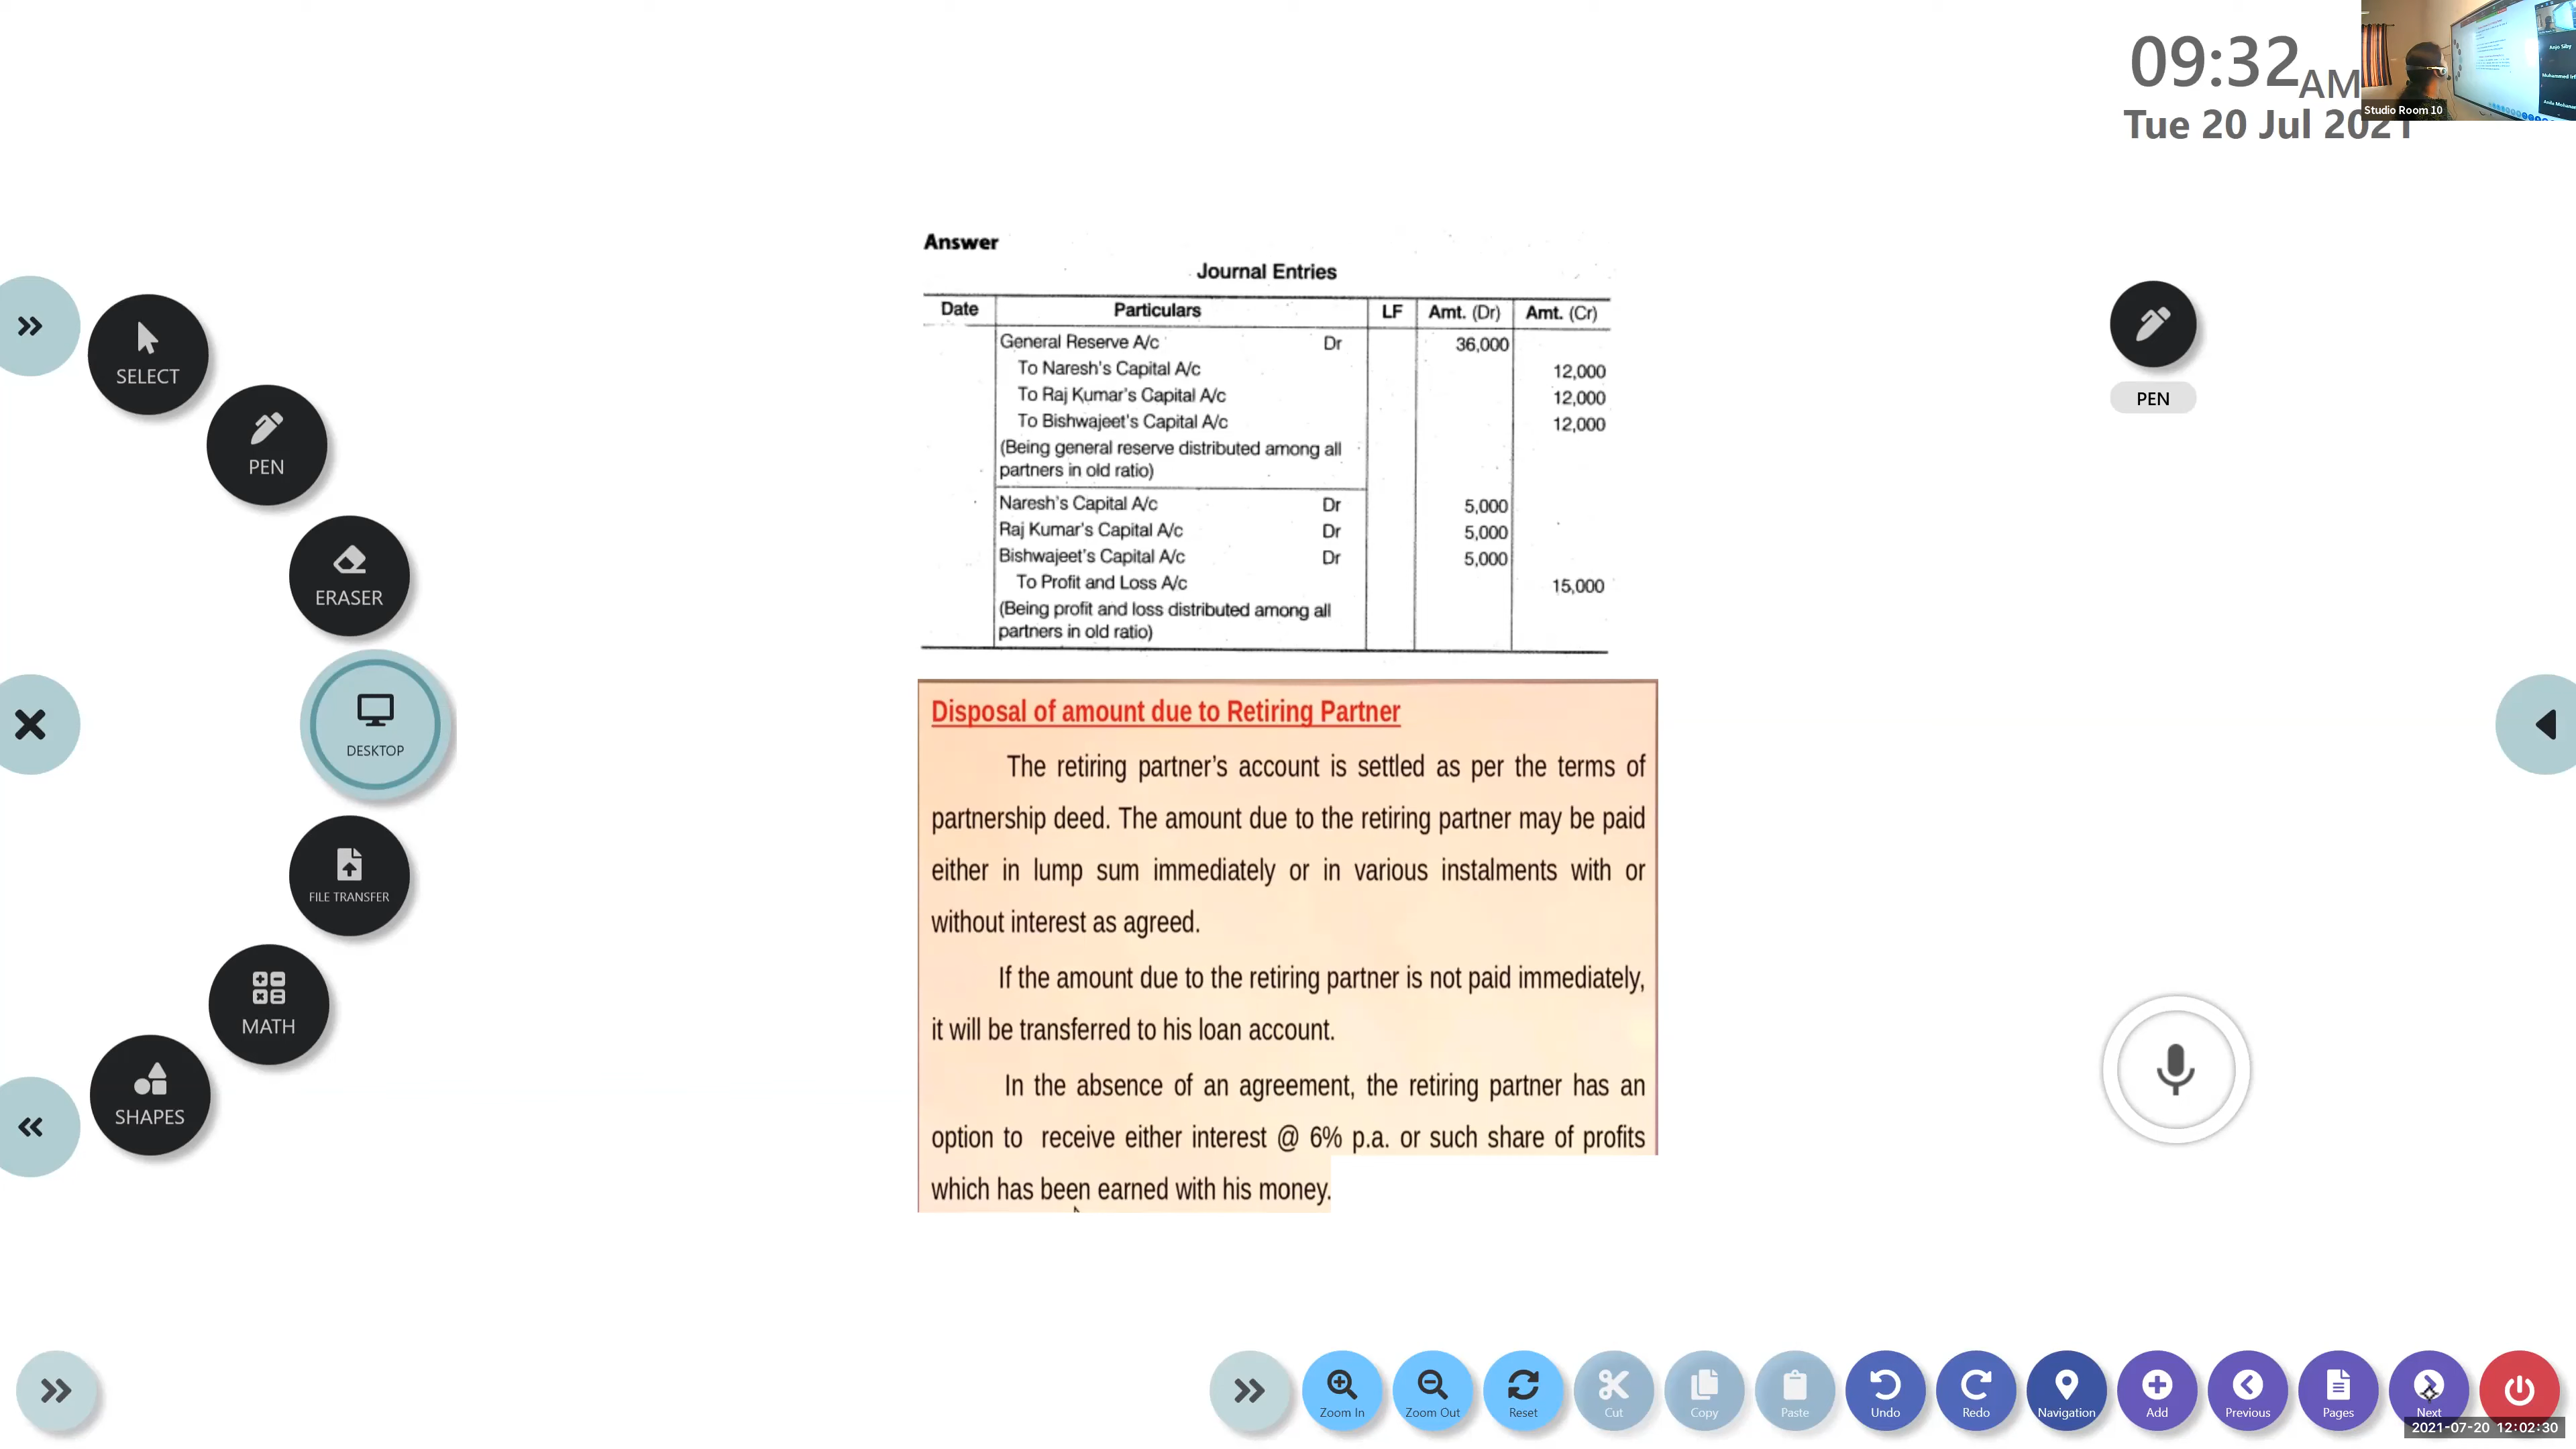 09:32 AM
Tue 20 Jul 2021
Studio Room 10
Anjo Siby
Answer
Journal Entries
Date Particulars LF Amt. (Dr) Amt. (Cr)
General Reserve A/c Dr 36,000
To Naresh's Capital A/c 12,000
To Raj Kumar's Capital A/c 12,000
To Bishwajeet's Capital A/c 12,000
(Being general reserve distributed among all
partners in old ratio)
Naresh's Capital A/c Dr 5,000
Raj Kumar's Capital A/c Dr 5,000
Bishwajeet's Capital A/c Dr 5,000
To Profit and Loss A/c 15,000
(Being profit and loss distributed among all
partners in old ratio)
Disposal of amount due to Retiring Partner
The retiring partner's account is settled as per the terms of
partnership deed. The amount due to the retiring partner may be paid
either in lump sum immediately or in various instalments with or
without interest as agreed.
If the amount due to the retiring partner is not paid immediately,
it will be transferred to his loan account.
In the absence of an agreement, the retiring partner has an
option to receive either interest @ 6% p.a. or such share of profits
which has been earned with his money.
SELECT
PEN
ERASER
DESKTOP
FILE TRANSFER
MATH
SHAPES
PEN
Zoom In
Zoom Out
Reset
Cut
Copy
Paste
Undo
Redo
Navigation
Add
Previous
Pages
Next
2021-07-20 12:02:30